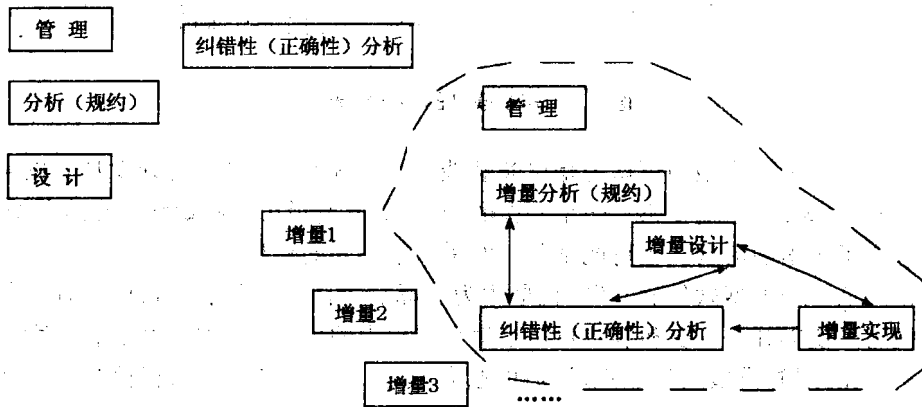 管理
纠错性（正确性）分析
分析（规约）
管理
设计
增量分析（规约）
增量1
增量设计
增量2
纠错性（正确性）分析
增量实现
增量3
……